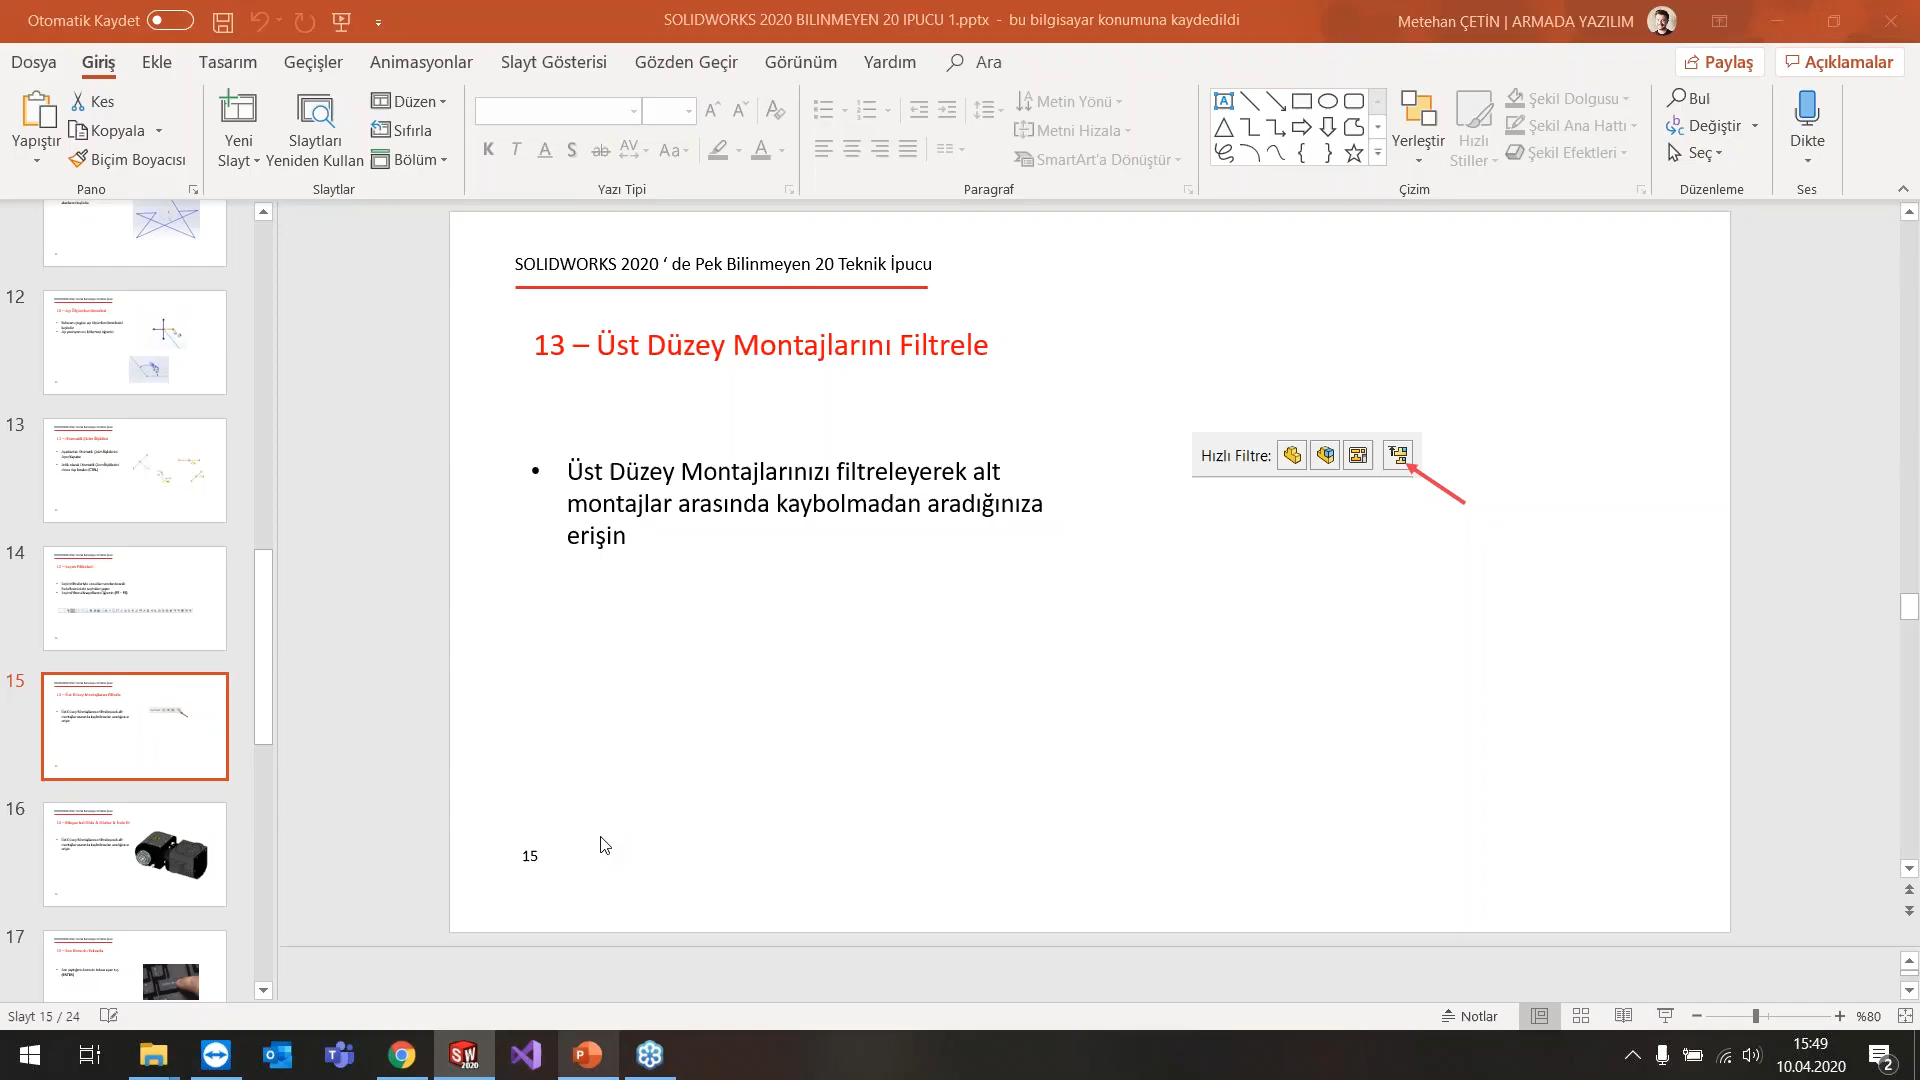 Otomatik Kaydet
SOLIDWORKS 2020 BILINMEYEN 20 IPUCU 1.pptx - bu bilgisayar konumuna kaydedildi
Metehan ÇETİN | ARMADA YAZILIM
Dosya Giriş Ekle Tasarım Geçişler Animasyonlar Slayt Gösterisi Gözden Geçir Görünüm Yardım Ara
Paylaş Açıklamalar
Yapıştır
Kes
Kopyala
Biçim Boyacısı
Pano
Yeni
Slayt
Slaytları
Yeniden Kullan
Düzen
Sıfırla
Bölüm
Slaytlar
K T A S ab AV Aa A
Yazı Tipi
Metin Yönü
Metni Hizala
SmartArt'a Dönüştür
Paragraf
Yerleştir
Hızlı
Stiller
Şekil Dolgusu
Şekil Ana Hattı
Şekil Efektleri
Çizim
Bul
Değiştir
Seç
Düzenleme
Dikte
Ses
12
13
14
15
16
17
SOLIDWORKS 2020 ‘ de Pek Bilinmeyen 20 Teknik İpucu
13 – Üst Düzey Montajlarını Filtrele
• Üst Düzey Montajlarınızı filtreleyerek alt
montajlar arasında kaybolmadan aradığınıza
erişin
Hızlı Filtre:
15
Slayt 15 / 24
Notlar
%80
15:49
10.04.2020
2